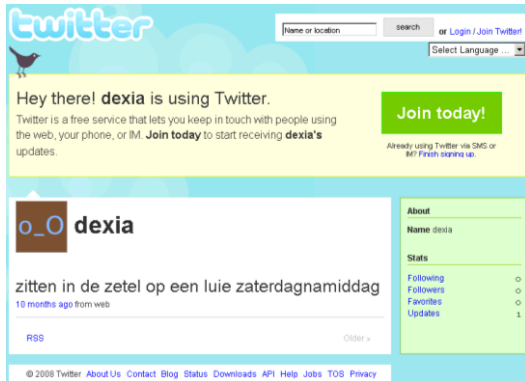 twitter
Name or location
search
or Login / Join Twitter!
Select Language ...
Hey there! dexia is using Twitter.
Twitter is a free service that lets you keep in touch with people using
the web, your phone, or IM. Join today to start receiving dexia's
updates.
Join today!
Already using Twitter via SMS or
IM? Finish signing up.
o_O dexia
zitten in de zetel op een luie zaterdagnamiddag
10 months ago from web
RSS
Older »
About
Name dexia
Stats
Following 0
Followers 0
Favorites 0
Updates 1
© 2008 Twitter About Us Contact Blog Status Downloads API Help Jobs TOS Privacy